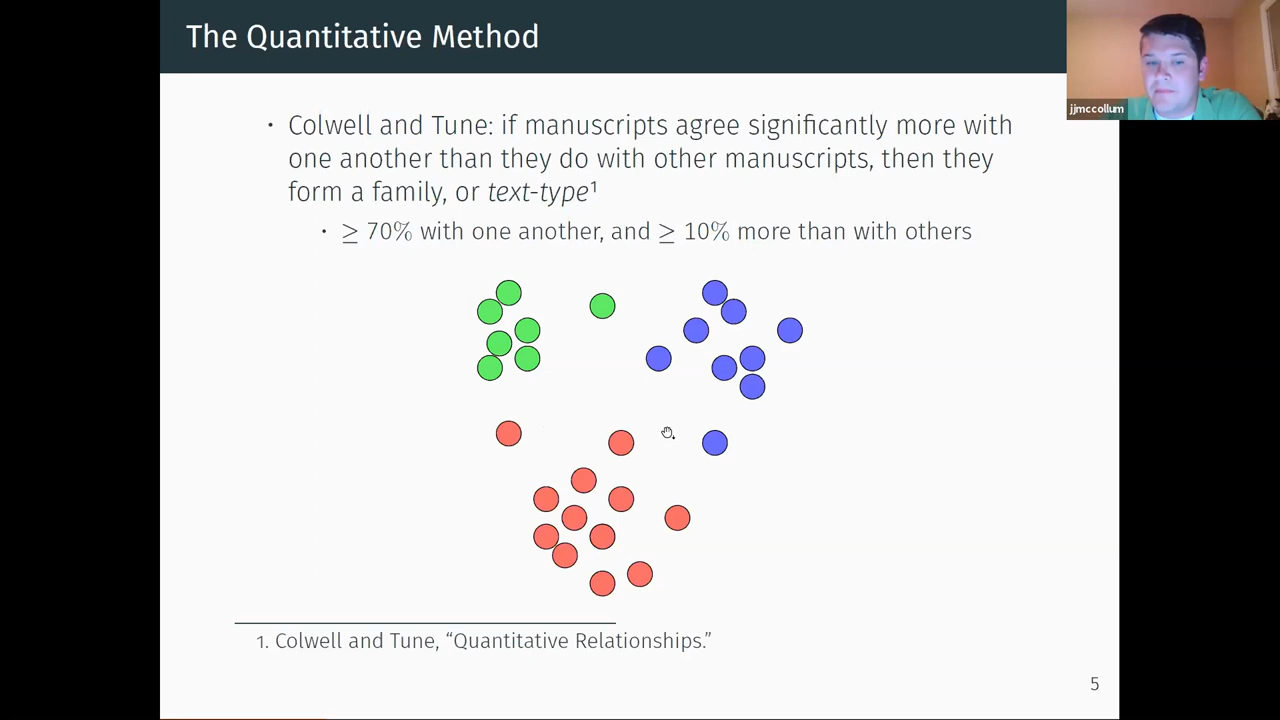 The Quantitative Method
jjmccollum
· Colwell and Tune: if manuscripts agree significantly more with
one another than they do with other manuscripts, then they
form a family, or text-type¹
· ≥ 70% with one another, and ≥ 10% more than with others
1. Colwell and Tune, “Quantitative Relationships.”
5